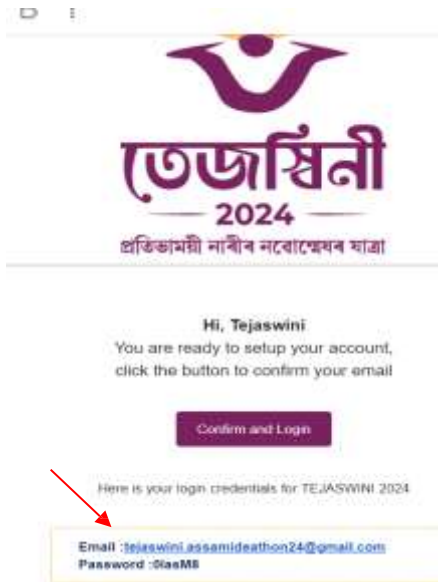 তেজস্বিনী
2024
প্ৰতিভাময়ী নাৰীৰ নবোন্মেষৰ যাত্ৰা
Hi, Tejaswini
You are ready to setup your account,
click the button to confirm your email
Confirm and Login
Here is your login credentials for TEJASWINI 2024
Email :tejaswini.assamideathon24@gmail.com
Password :0lasM8